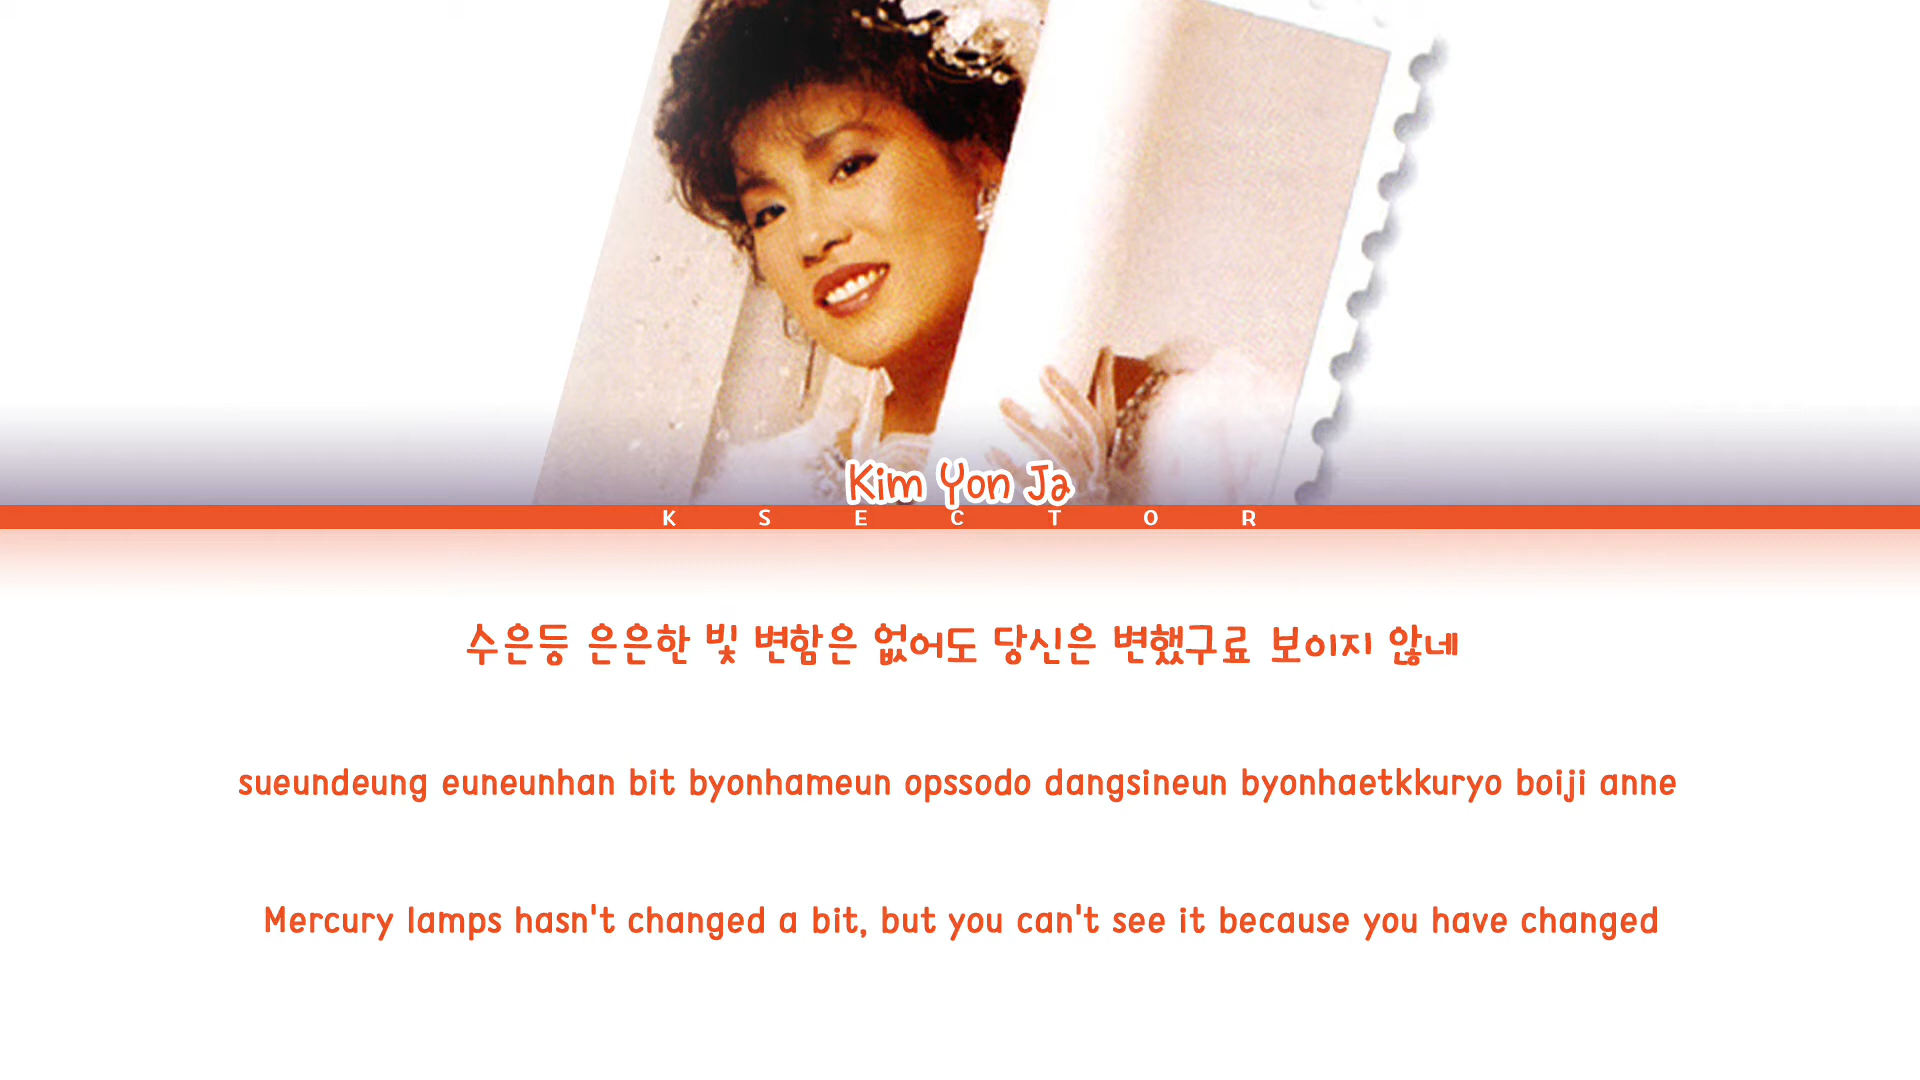 Kim Yon Ja
K S E C T O R
수은등 은은한 빛 변함은 없어도 당신은 변했구료 보이지 않네
sueundeung euneunhan bit byonhameun opssodo dangsineun byonhaetkkuryo boiji anne
Mercury lamps hasn't changed a bit, but you can't see it because you have changed